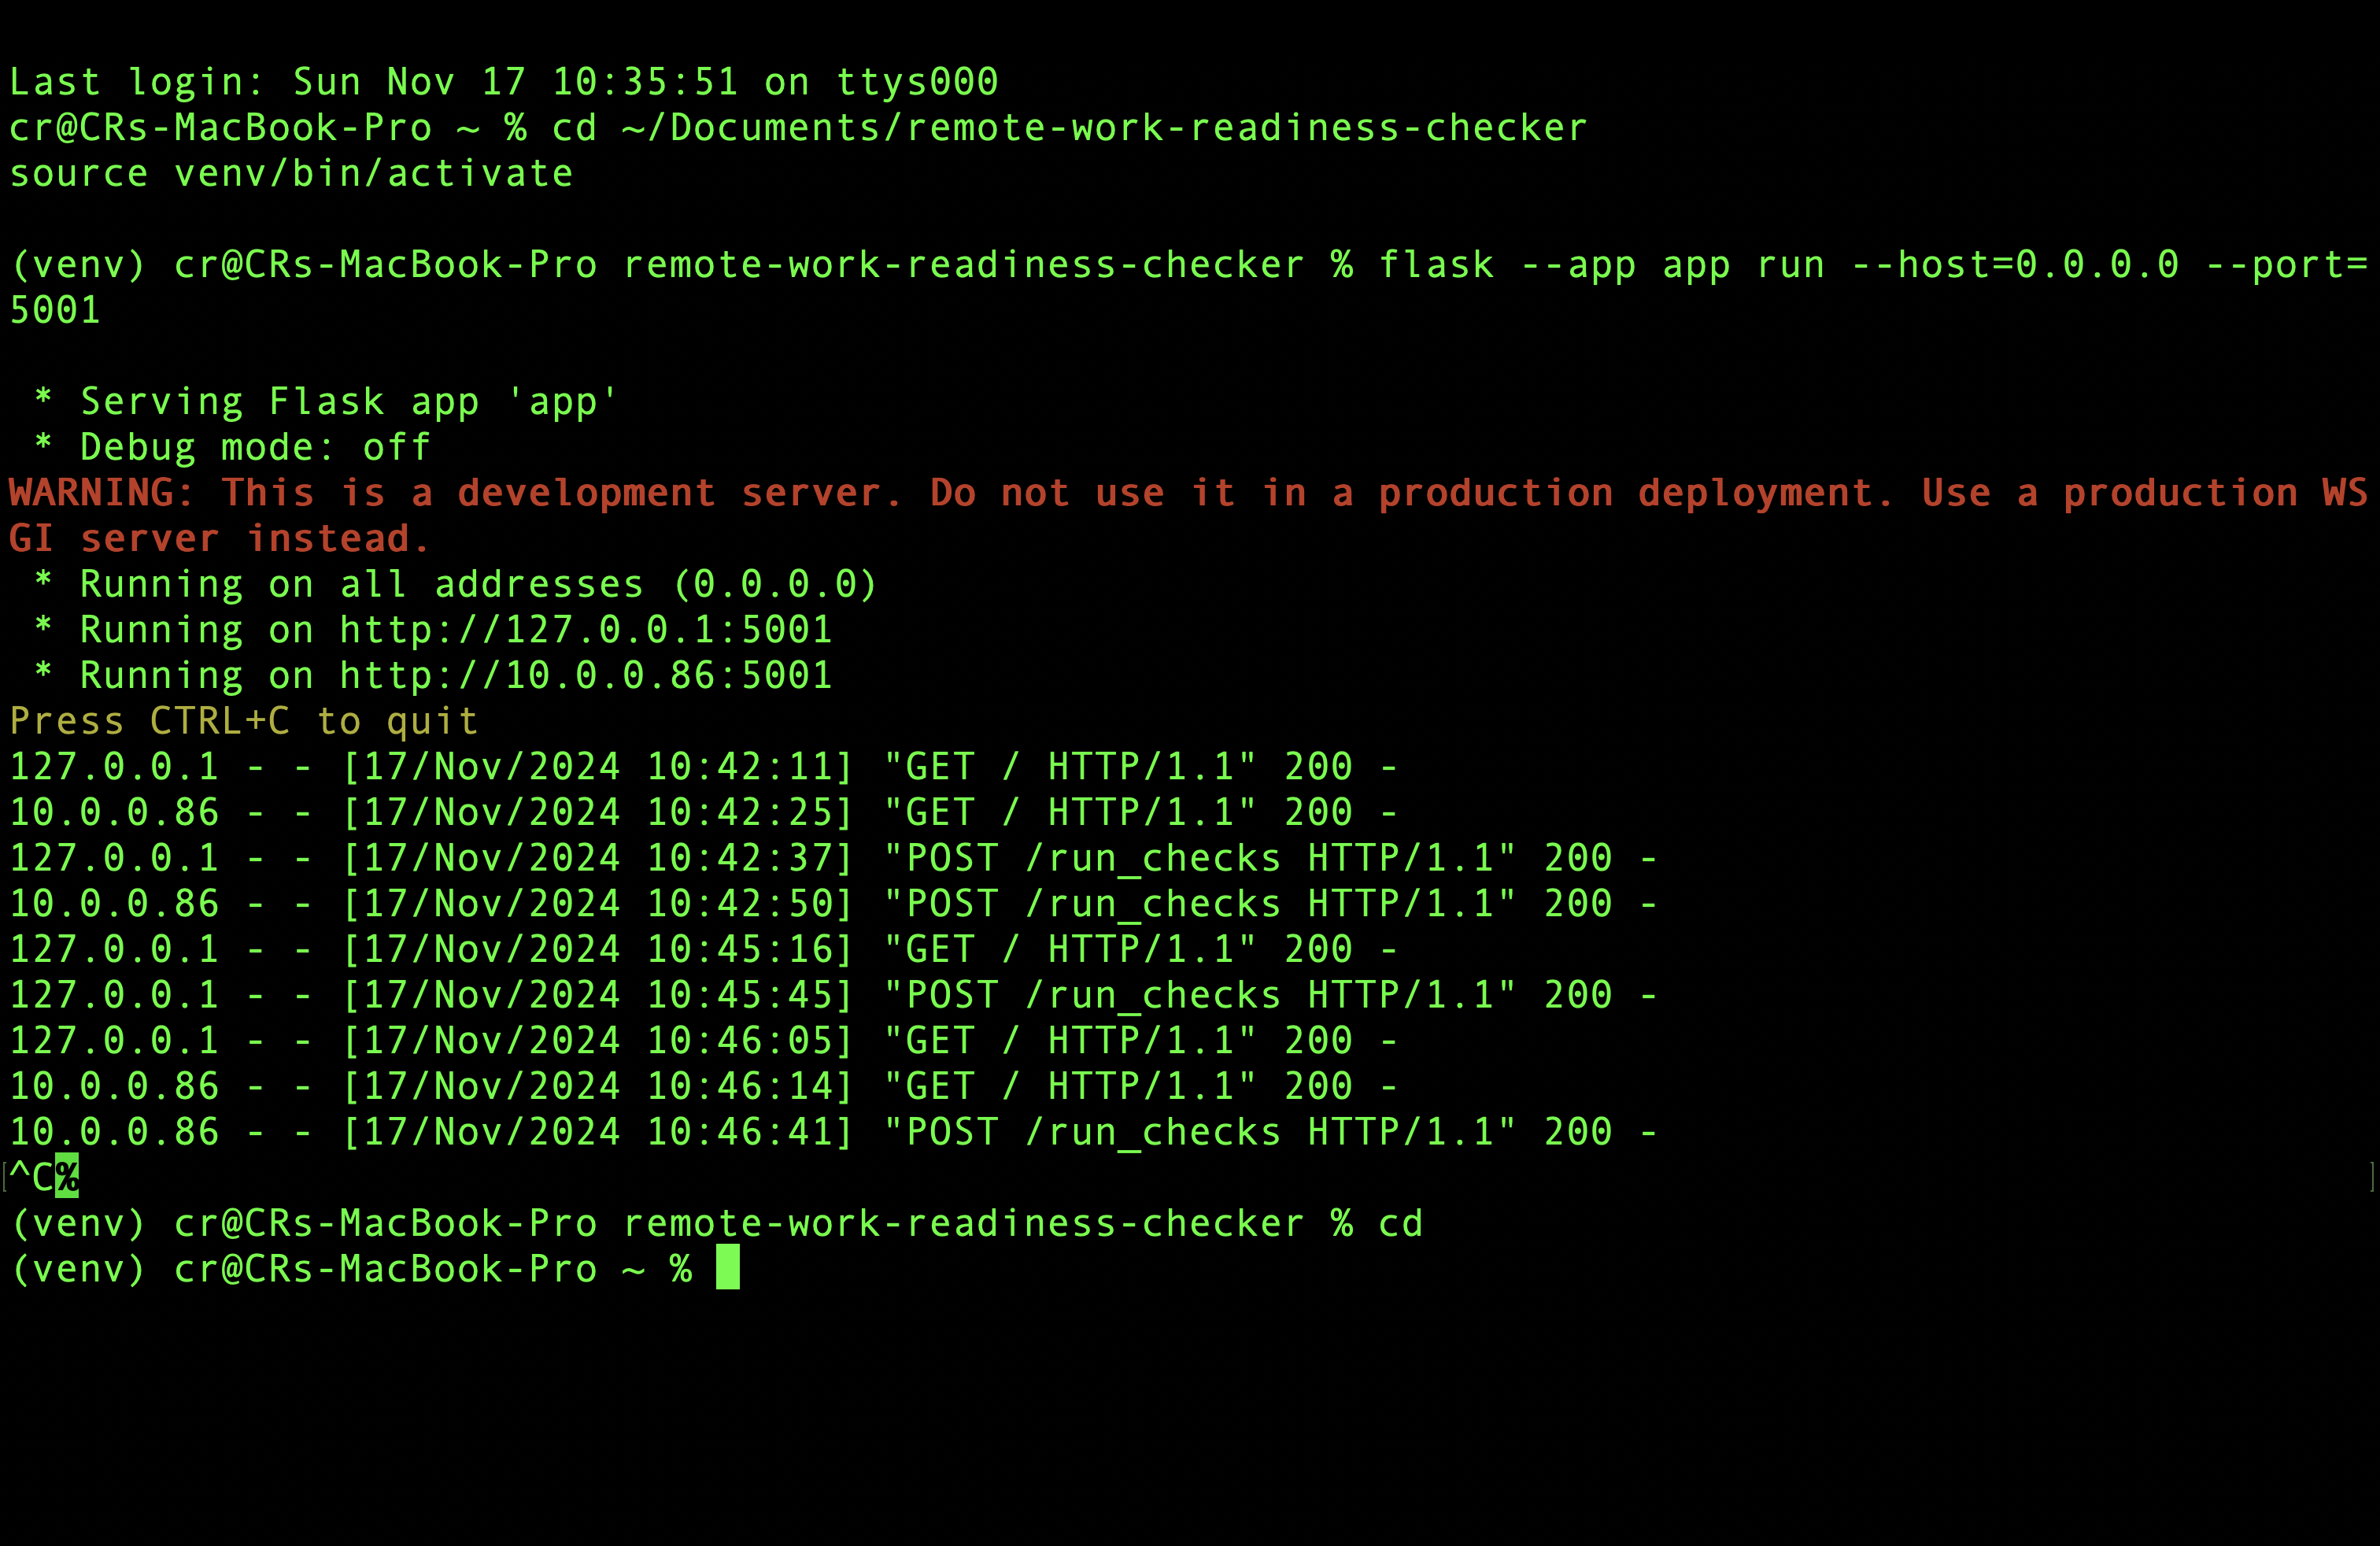 Last login: Sun Nov 17 10:35:51 on ttys000
cr@CRs-MacBook-Pro ~ % cd ~/Documents/remote-work-readiness-checker
source venv/bin/activate
(venv) cr@CRs-MacBook-Pro remote-work-readiness-checker % flask --app app run --host=0.0.0.0 --port=
5001
 * Serving Flask app 'app'
 * Debug mode: off
WARNING: This is a development server. Do not use it in a production deployment. Use a production WS
GI server instead.
 * Running on all addresses (0.0.0.0)
 * Running on http://127.0.0.1:5001
 * Running on http://10.0.0.86:5001
Press CTRL+C to quit
127.0.0.1 - - [17/Nov/2024 10:42:11] "GET / HTTP/1.1" 200 -
10.0.0.86 - - [17/Nov/2024 10:42:25] "GET / HTTP/1.1" 200 -
127.0.0.1 - - [17/Nov/2024 10:42:37] "POST /run_checks HTTP/1.1" 200 -
10.0.0.86 - - [17/Nov/2024 10:42:50] "POST /run_checks HTTP/1.1" 200 -
127.0.0.1 - - [17/Nov/2024 10:45:16] "GET / HTTP/1.1" 200 -
127.0.0.1 - - [17/Nov/2024 10:45:45] "POST /run_checks HTTP/1.1" 200 -
127.0.0.1 - - [17/Nov/2024 10:46:05] "GET / HTTP/1.1" 200 -
10.0.0.86 - - [17/Nov/2024 10:46:14] "GET / HTTP/1.1" 200 -
10.0.0.86 - - [17/Nov/2024 10:46:41] "POST /run_checks HTTP/1.1" 200 -
^C%
(venv) cr@CRs-MacBook-Pro remote-work-readiness-checker % cd
(venv) cr@CRs-MacBook-Pro ~ %